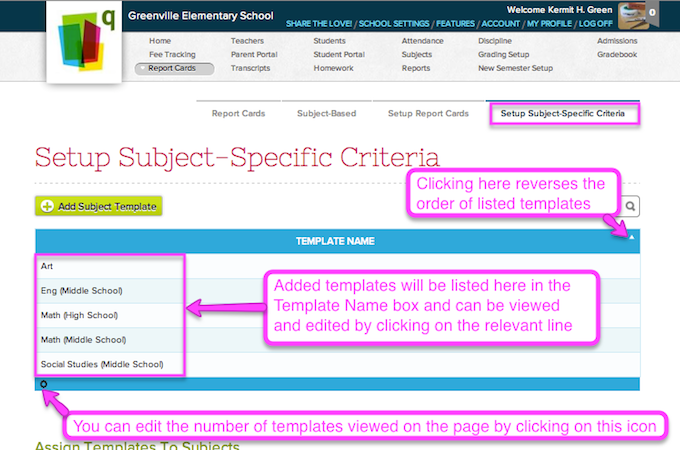 q
Greenville Elementary School
Welcome Kermit H. Green
0
SHARE THE LOVE! / SCHOOL SETTINGS / FEATURES / ACCOUNT / MY PROFILE / LOG OFF
Home Teachers Students Attendance Discipline Admissions
Fee Tracking Parent Portal Student Portal Subjects Grading Setup Gradebook
Report Cards Transcripts Homework Reports New Semester Setup
Report Cards Subject-Based Setup Report Cards Setup Subject-Specific Criteria
Setup Subject-Specific Criteria
Clicking here reverses the
order of listed templates
Add Subject Template
TEMPLATE NAME
Art
Eng (Middle School)
Math (High School)
Math (Middle School)
Social Studies (Middle School)
Added templates will be listed here in the
Template Name box and can be viewed
and edited by clicking on the relevant line
You can edit the number of templates viewed on the page by clicking on this icon
Assign Templates To Subjects